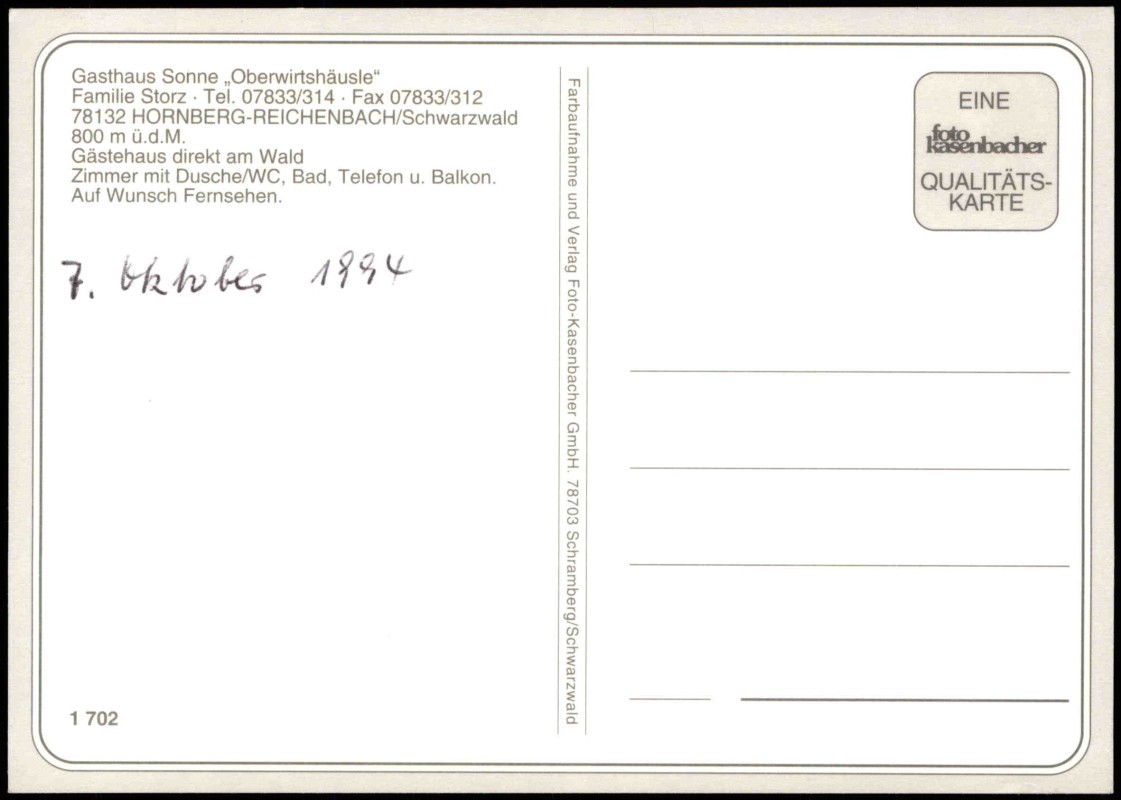 Gasthaus Sonne „Oberwirtshäusle“
Familie Storz · Tel. 07833/314 · Fax 07833/312
78132 HORNBERG-REICHENBACH/Schwarzwald
800 m ü.d.M.
Gästehaus direkt am Wald
Zimmer mit Dusche/WC, Bad, Telefon u. Balkon.
Auf Wunsch Fernsehen.
7. Oktober 1994
1 702
Farbaufnahme und Verlag Foto-Kasenbacher GmbH. 78703 Schramberg/Schwarzwald
EINE
foto
kasenbacher
QUALITÄTS-
KARTE